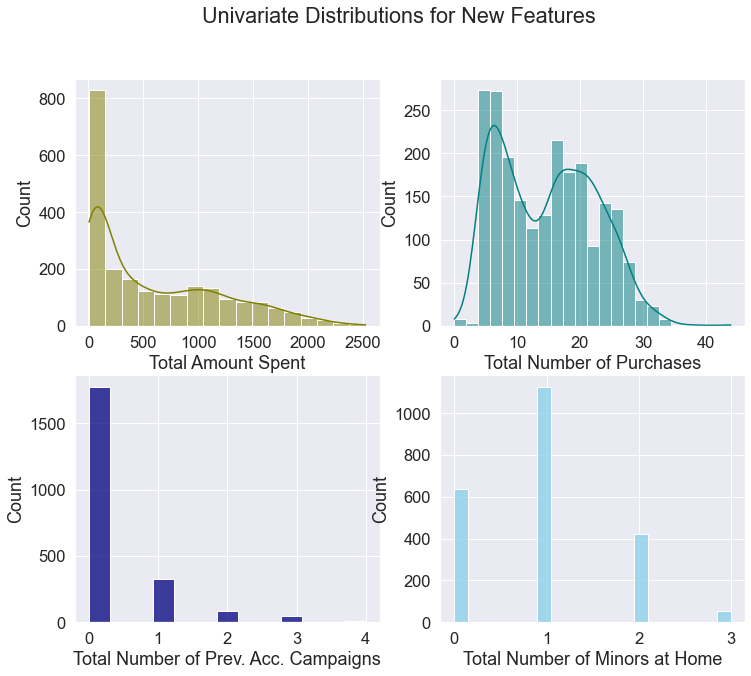 Univariate Distributions for New Features
800
600
400
200
0
Count
0 500 1000 1500 2000 2500
Total Amount Spent
250
200
150
100
50
0
Count
0 10 20 30 40
Total Number of Purchases
1500
1000
500
0
Count
0 1 2 3 4
Total Number of Prev. Acc. Campaigns
1000
800
600
400
200
0
Count
0 1 2 3
Total Number of Minors at Home